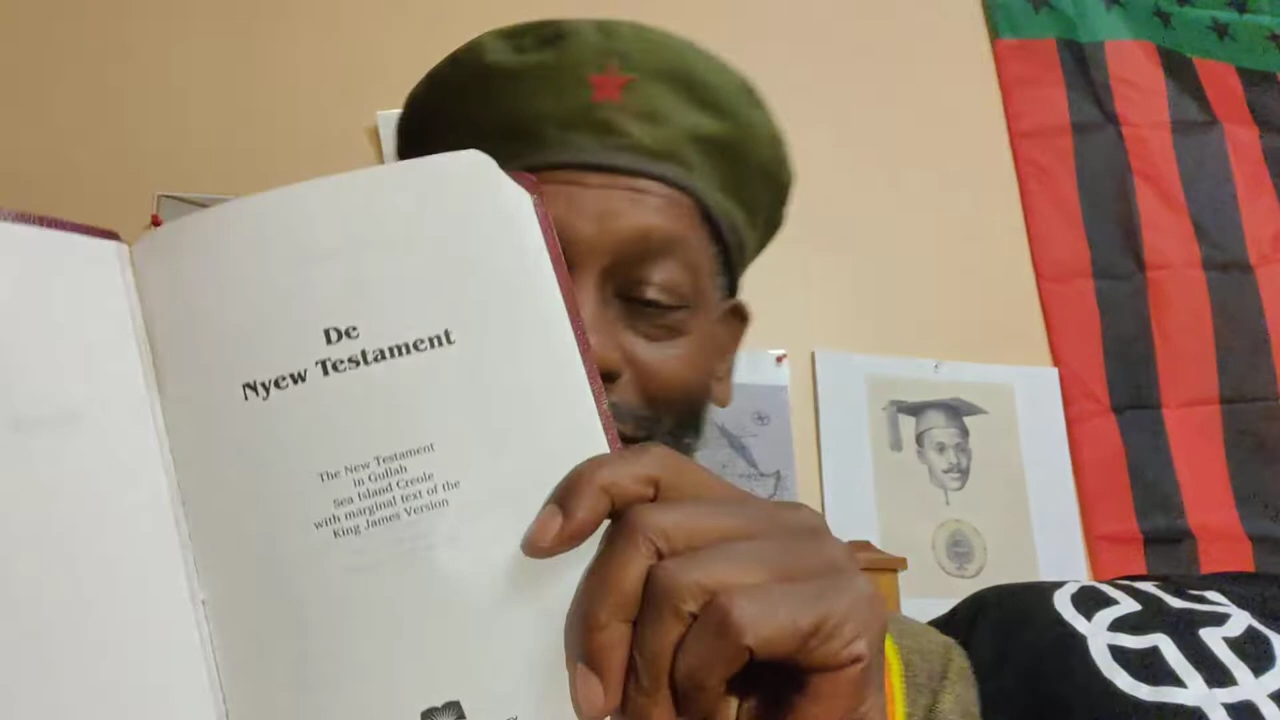 De
Nyew Testament
The New Testament
in Gullah
Sea Island Creole
with marginal text of the
King James Version